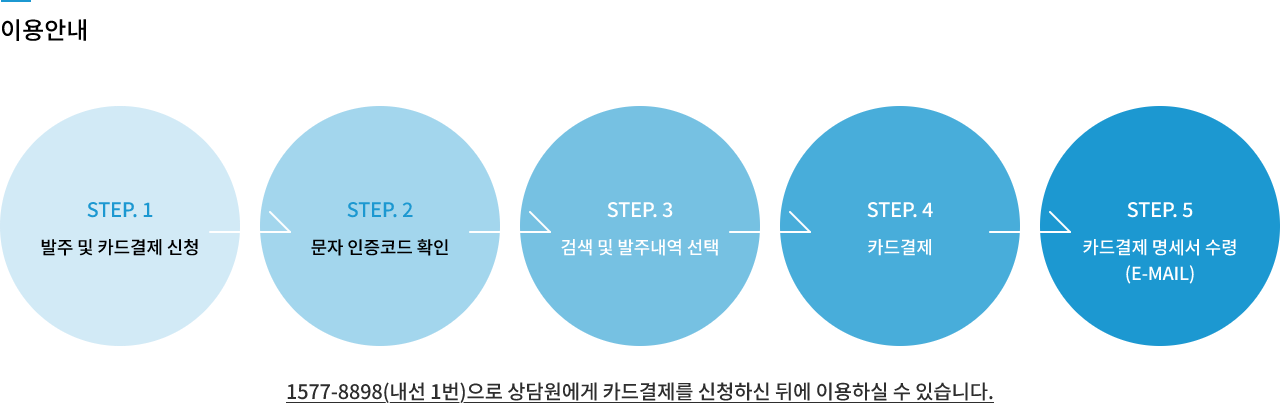 이용안내
STEP. 1
발주 및 카드결제 신청
STEP. 2
문자 인증코드 확인
STEP. 3
검색 및 발주내역 선택
STEP. 4
카드결제
STEP. 5
카드결제 명세서 수령
(E-MAIL)
1577-8898(내선 1번)으로 상담원에게 카드결제를 신청하신 뒤에 이용하실 수 있습니다.